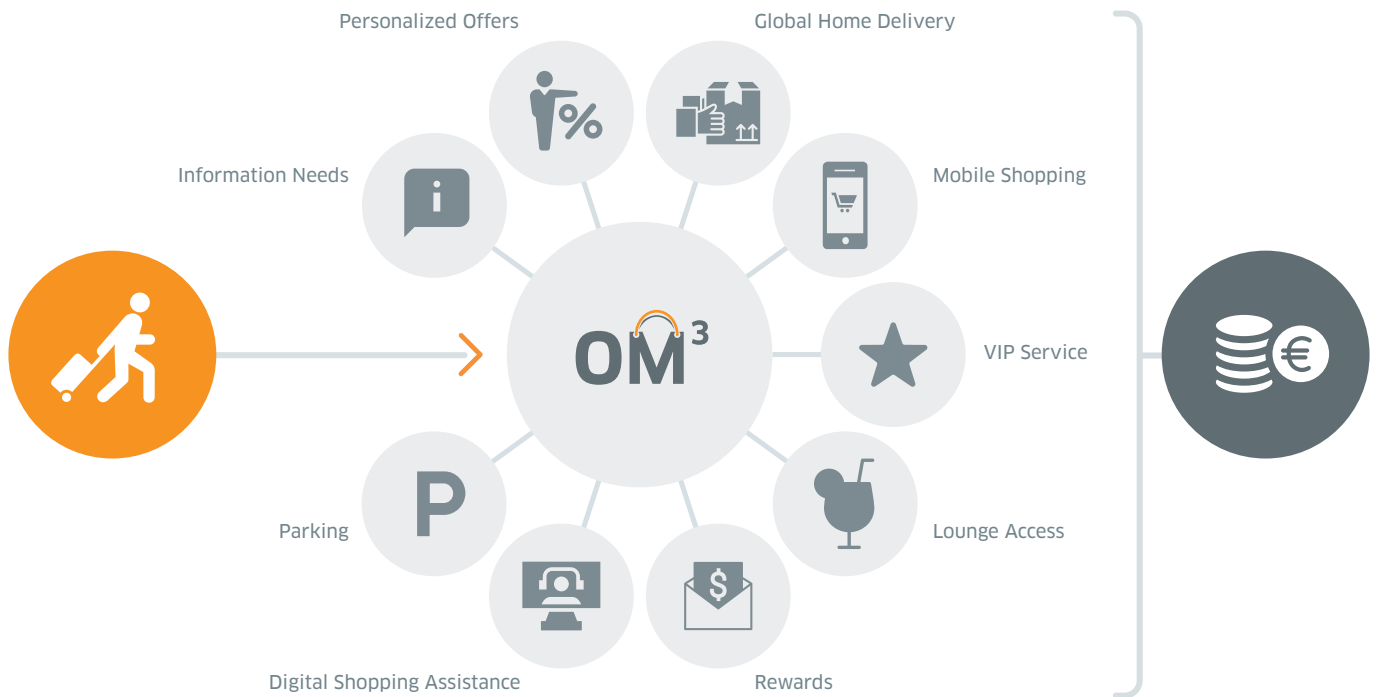 Personalized Offers
Global Home Delivery
Information Needs
Mobile Shopping
OM³
VIP Service
Parking
Lounge Access
Digital Shopping Assistance
Rewards
%
i
P
$
€